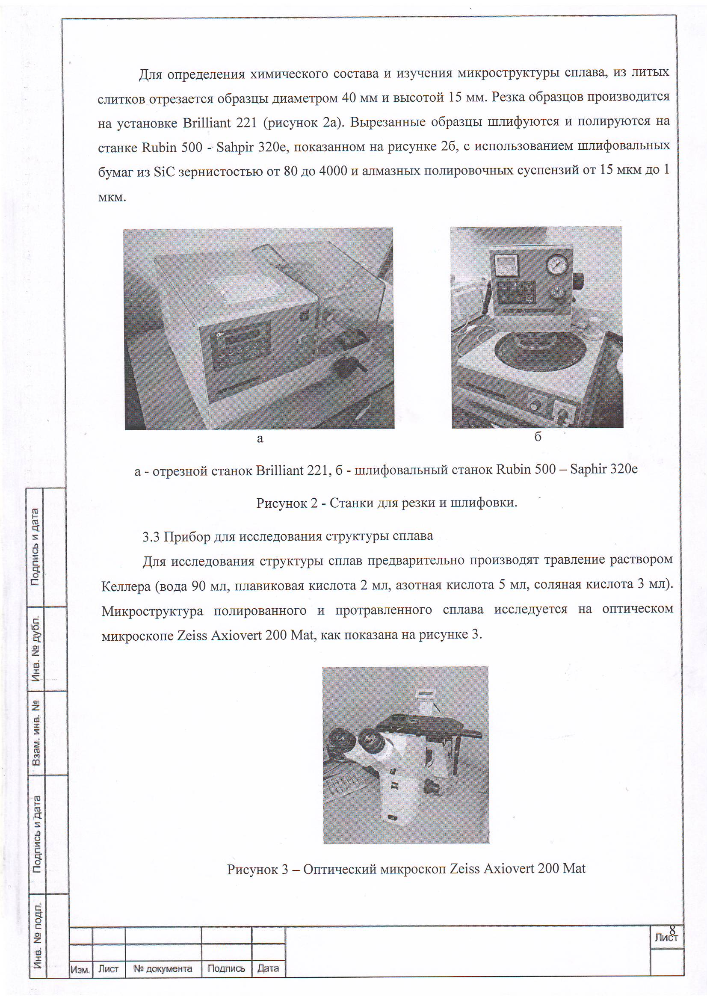 Для определения химического состава и изучения микроструктуры сплава, из литых
слитков отрезается образцы диаметром 40 мм и высотой 15 мм. Резка образцов производится
на установке Brilliant 221 (рисунок 2а). Вырезанные образцы шлифуются и полируются на
станке Rubin 500 - Sahpir 320e, показанном на рисунке 2б, с использованием шлифовальных
бумаг из SiC зернистостью от 80 до 4000 и алмазных полировочных суспензий от 15 мкм до 1
мкм.
а
б
а - отрезной станок Brilliant 221, б - шлифовальный станок Rubin 500 – Saphir 320e
Рисунок 2 - Станки для резки и шлифовки.
3.3 Прибор для исследования структуры сплава
Для исследования структуры сплав предварительно производят травление раствором
Келлера (вода 90 мл, плавиковая кислота 2 мл, азотная кислота 5 мл, соляная кислота 3 мл).
Микроструктура полированного и протравленного сплава исследуется на оптическом
микроскопе Zeiss Axiovert 200 Mat, как показана на рисунке 3.
Рисунок 3 – Оптический микроскоп Zeiss Axiovert 200 Mat
Подпись и дата
Инв. № дубл.
Взам. инв. №
Подпись и дата
Инв. № подл.
8
Лист
Изм.
Лист
№ документа
Подпись
Дата